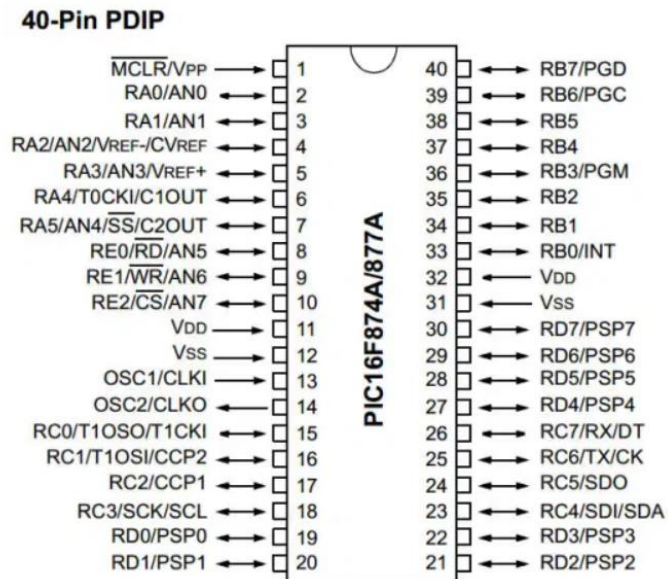 40-Pin PDIP
MCLR/VPP 1 40 RB7/PGD
RA0/AN0 2 39 RB6/PGC
RA1/AN1 3 38 RB5
RA2/AN2/VREF-/CVREF 4 37 RB4
RA3/AN3/VREF+ 5 36 RB3/PGM
RA4/T0CKI/C1OUT 6 35 RB2
RA5/AN4/SS/C2OUT 7 34 RB1
RE0/RD/AN5 8 33 RB0/INT
RE1/WR/AN6 9 32 VDD
RE2/CS/AN7 10 31 VSS
VDD 11 30 RD7/PSP7
VSS 12 29 RD6/PSP6
OSC1/CLKI 13 28 RD5/PSP5
OSC2/CLKO 14 27 RD4/PSP4
RC0/T1OSO/T1CKI 15 26 RC7/RX/DT
RC1/T1OSI/CCP2 16 25 RC6/TX/CK
RC2/CCP1 17 24 RC5/SDO
RC3/SCK/SCL 18 23 RC4/SDI/SDA
RD0/PSP0 19 22 RD3/PSP3
RD1/PSP1 20 21 RD2/PSP2
PIC16F874A/877A